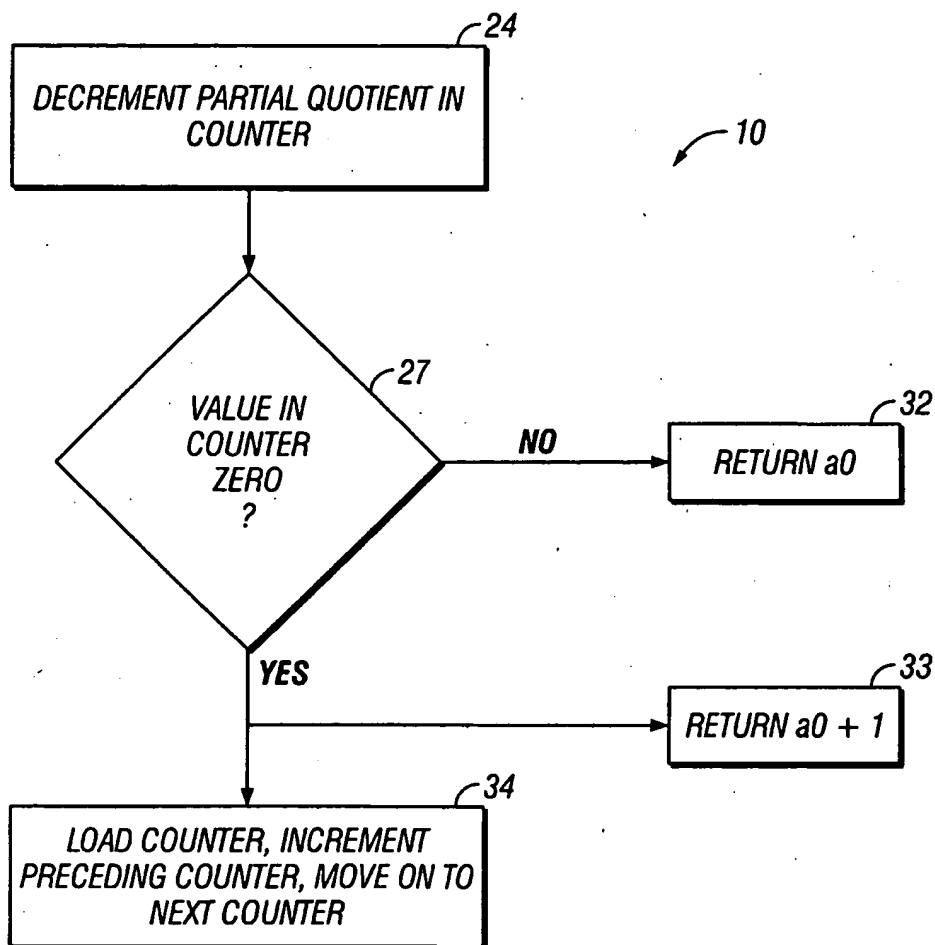 24
DECREMENT PARTIAL QUOTIENT IN
COUNTER
10
27
VALUE IN
COUNTER
ZERO
?
NO
32
RETURN a0
YES
33
RETURN a0 + 1
34
LOAD COUNTER, INCREMENT
PRECEDING COUNTER, MOVE ON TO
NEXT COUNTER